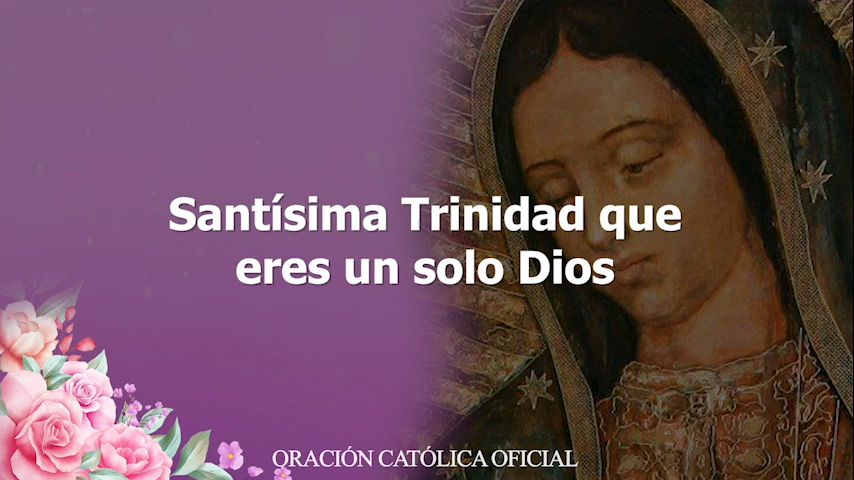 Santísima Trinidad que
eres un solo Dios
ORACIÓN CATÓLICA OFICIAL